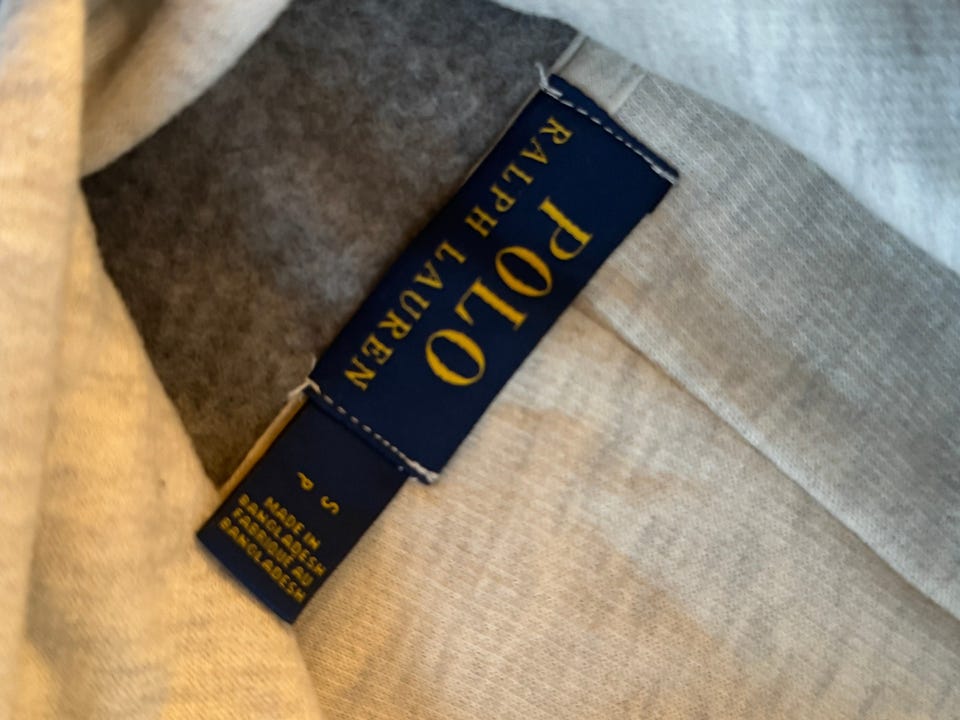 POLO
RALPH LAUREN
S
P
MADE IN
BANGLADESH
FABRIQUÉ AU
BANGLADESH